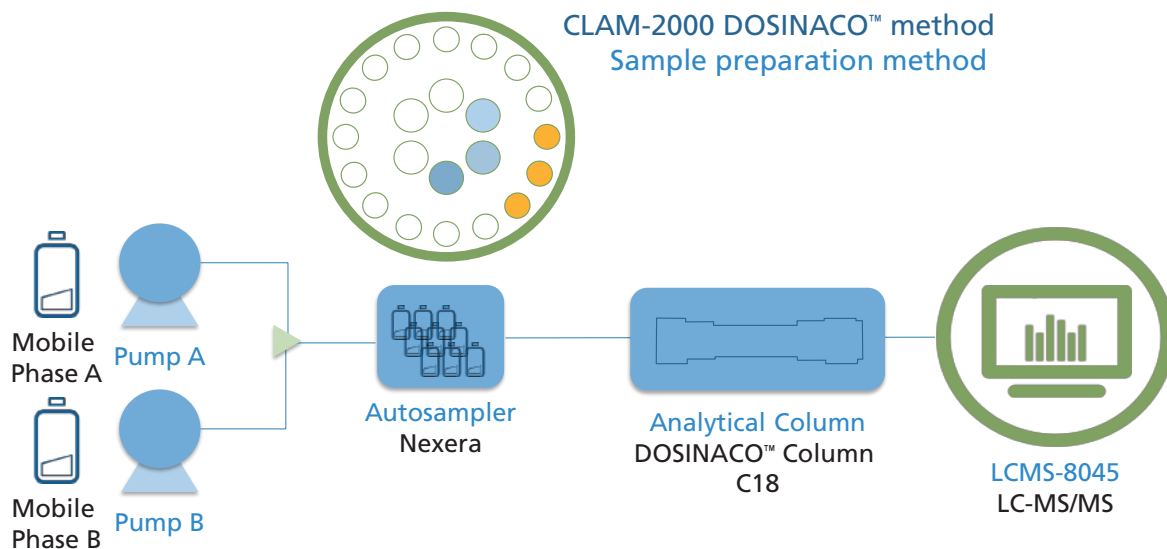 CLAM-2000 DOSINACO™ method
Sample preparation method
Mobile
Phase A
Pump A
Mobile
Phase B
Pump B
Autosampler
Nexera
Analytical Column
DOSINACO™ Column
C18
LCMS-8045
LC-MS/MS